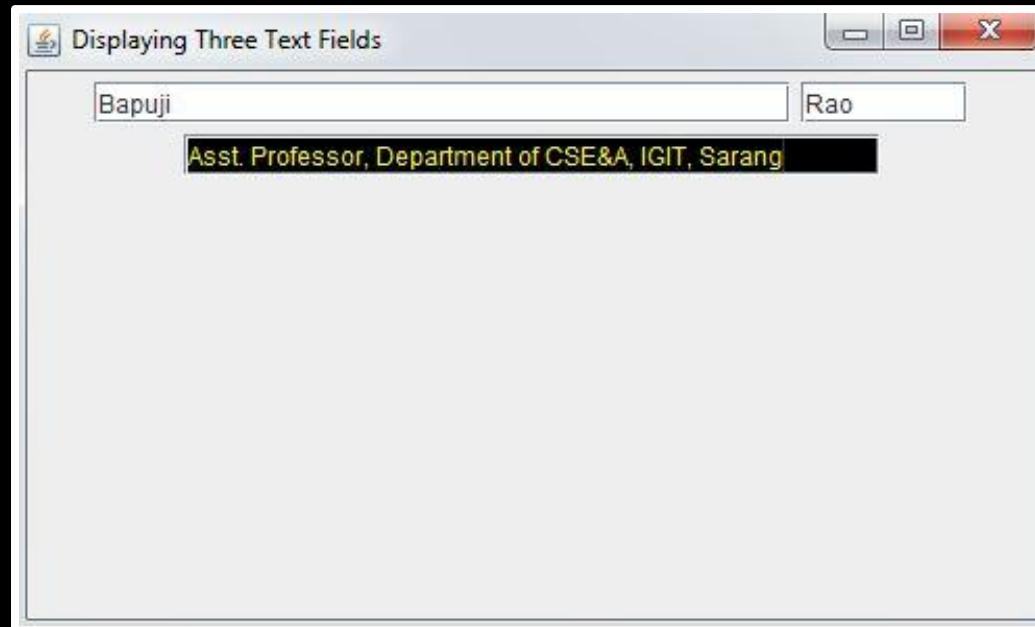 Displaying Three Text Fields
Bapuji Rao
Asst. Professor, Department of CSE&A, IGIT, Sarang